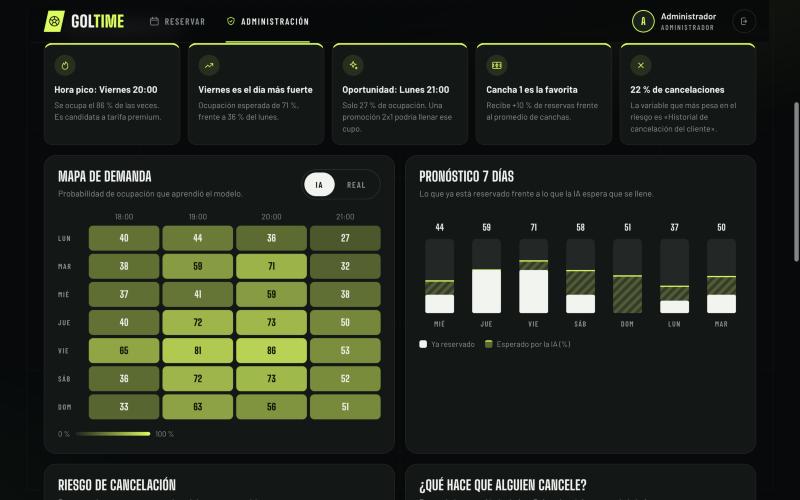 GOLTIME
RESERVAR
ADMINISTRACIÓN
A
Administrador
ADMINISTRADOR
Hora pico: Viernes 20:00
Se ocupa el 86 % de las veces.
Es candidata a tarifa premium.
Viernes es el día más fuerte
Ocupación esperada de 71 %,
frente a 36 % del lunes.
Oportunidad: Lunes 21:00
Solo 27 % de ocupación. Una
promoción 2x1 podría llenar ese
cupo.
Cancha 1 es la favorita
Recibe +10 % de reservas frente
al promedio de canchas.
22 % de cancelaciones
La variable que más pesa en el
riesgo es «Historial de
cancelación del cliente».
MAPA DE DEMANDA
Probabilidad de ocupación que aprendió el modelo.
IA REAL
18:00 19:00 20:00 21:00
LUN 40 44 36 27
MAR 38 59 71 32
MIÉ 37 41 59 38
JUE 40 72 73 50
VIE 65 81 86 53
SÁB 36 72 73 52
DOM 33 63 56 51
0 % 100 %
PRONÓSTICO 7 DÍAS
Lo que ya está reservado frente a lo que la IA espera que se llene.
44 59 71 58 51 37 50
MIÉ JUE VIE SÁB DOM LUN MAR
Ya reservado Esperado por la IA (%)
RIESGO DE CANCELACIÓN
¿QUÉ HACE QUE ALGUIEN CANCELE?